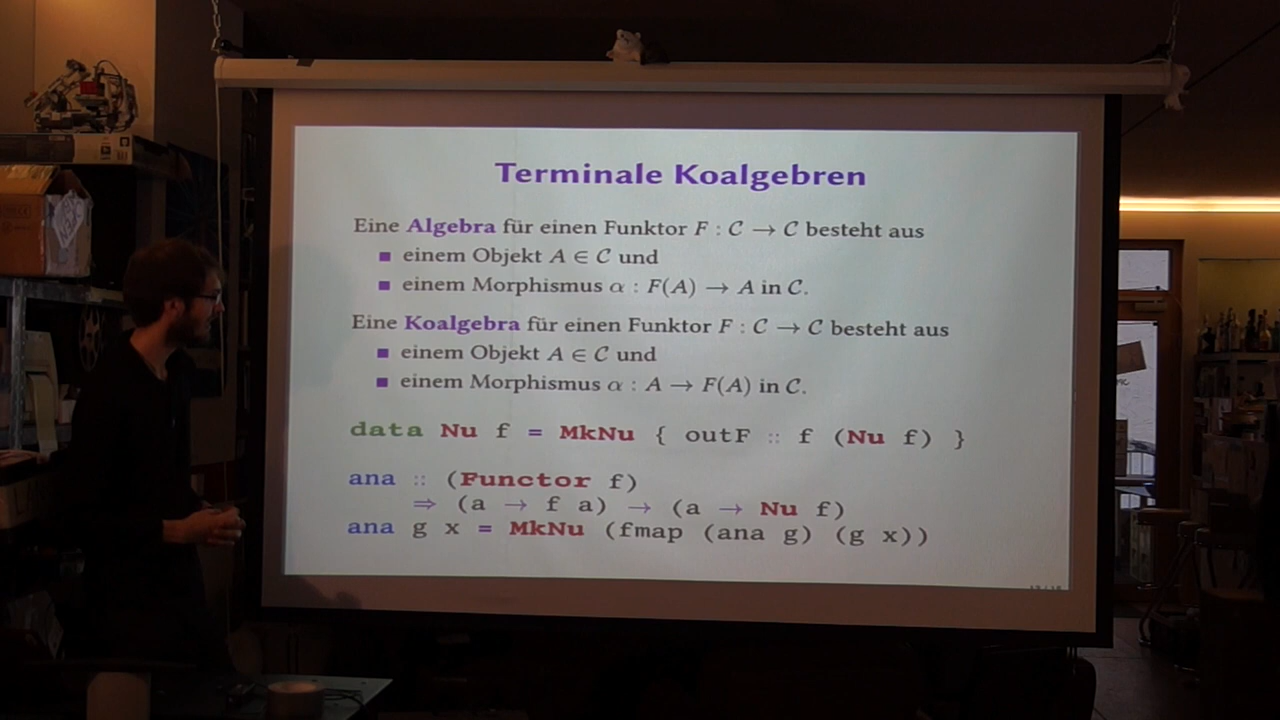 Terminale Koalgebren
Eine Algebra für einen Funktor F : C → C besteht aus
■ einem Objekt A ∈ C und
■ einem Morphismus α : F(A) → A in C.
Eine Koalgebra für einen Funktor F : C → C besteht aus
■ einem Objekt A ∈ C und
■ einem Morphismus α : A → F(A) in C.
data Nu f = MkNu { outF :: f (Nu f) }
ana :: (Functor f)
⇒ (a → f a) → (a → Nu f)
ana g x = MkNu (fmap (ana g) (g x))